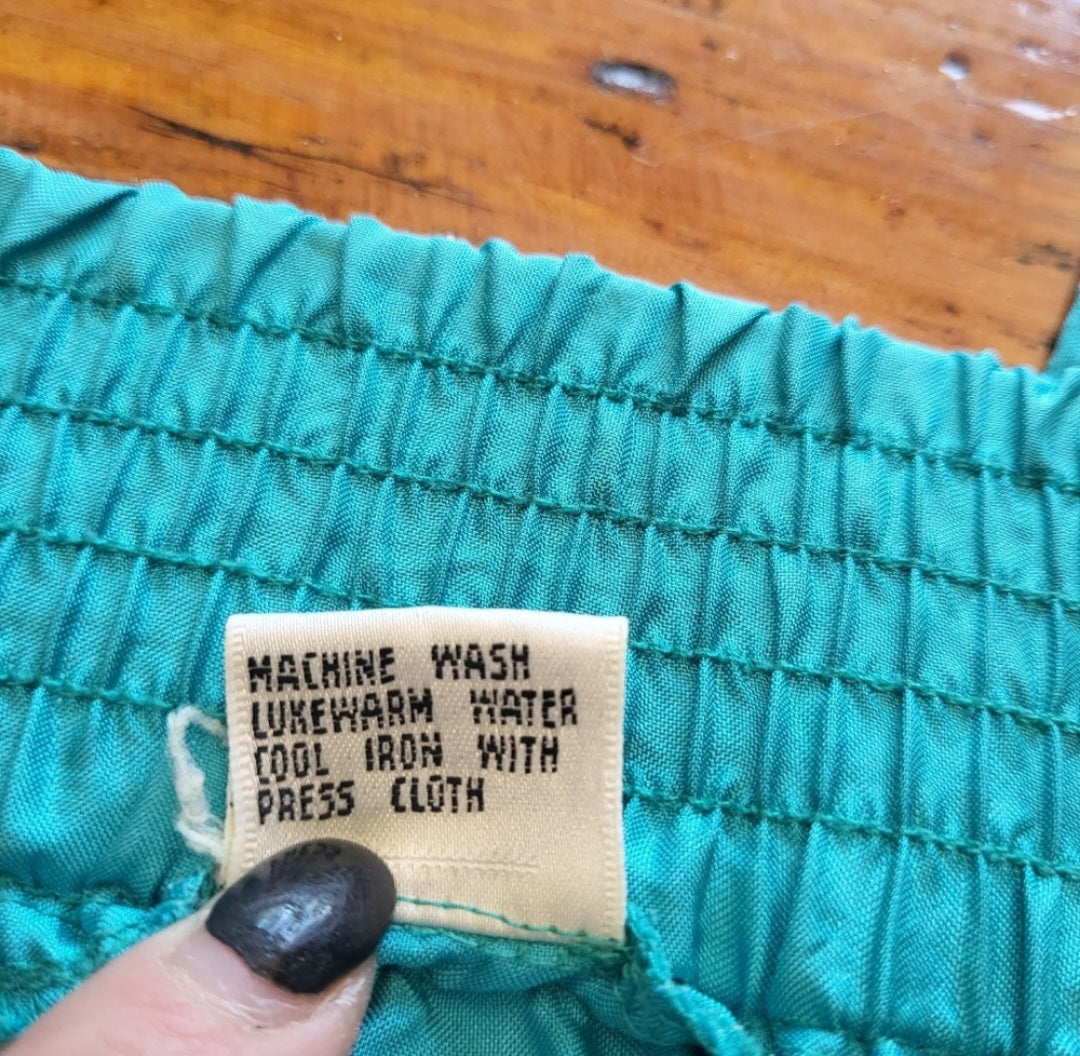 MACHINE WASH
LUKEWARM WATER
COOL IRON WITH
PRESS CLOTH